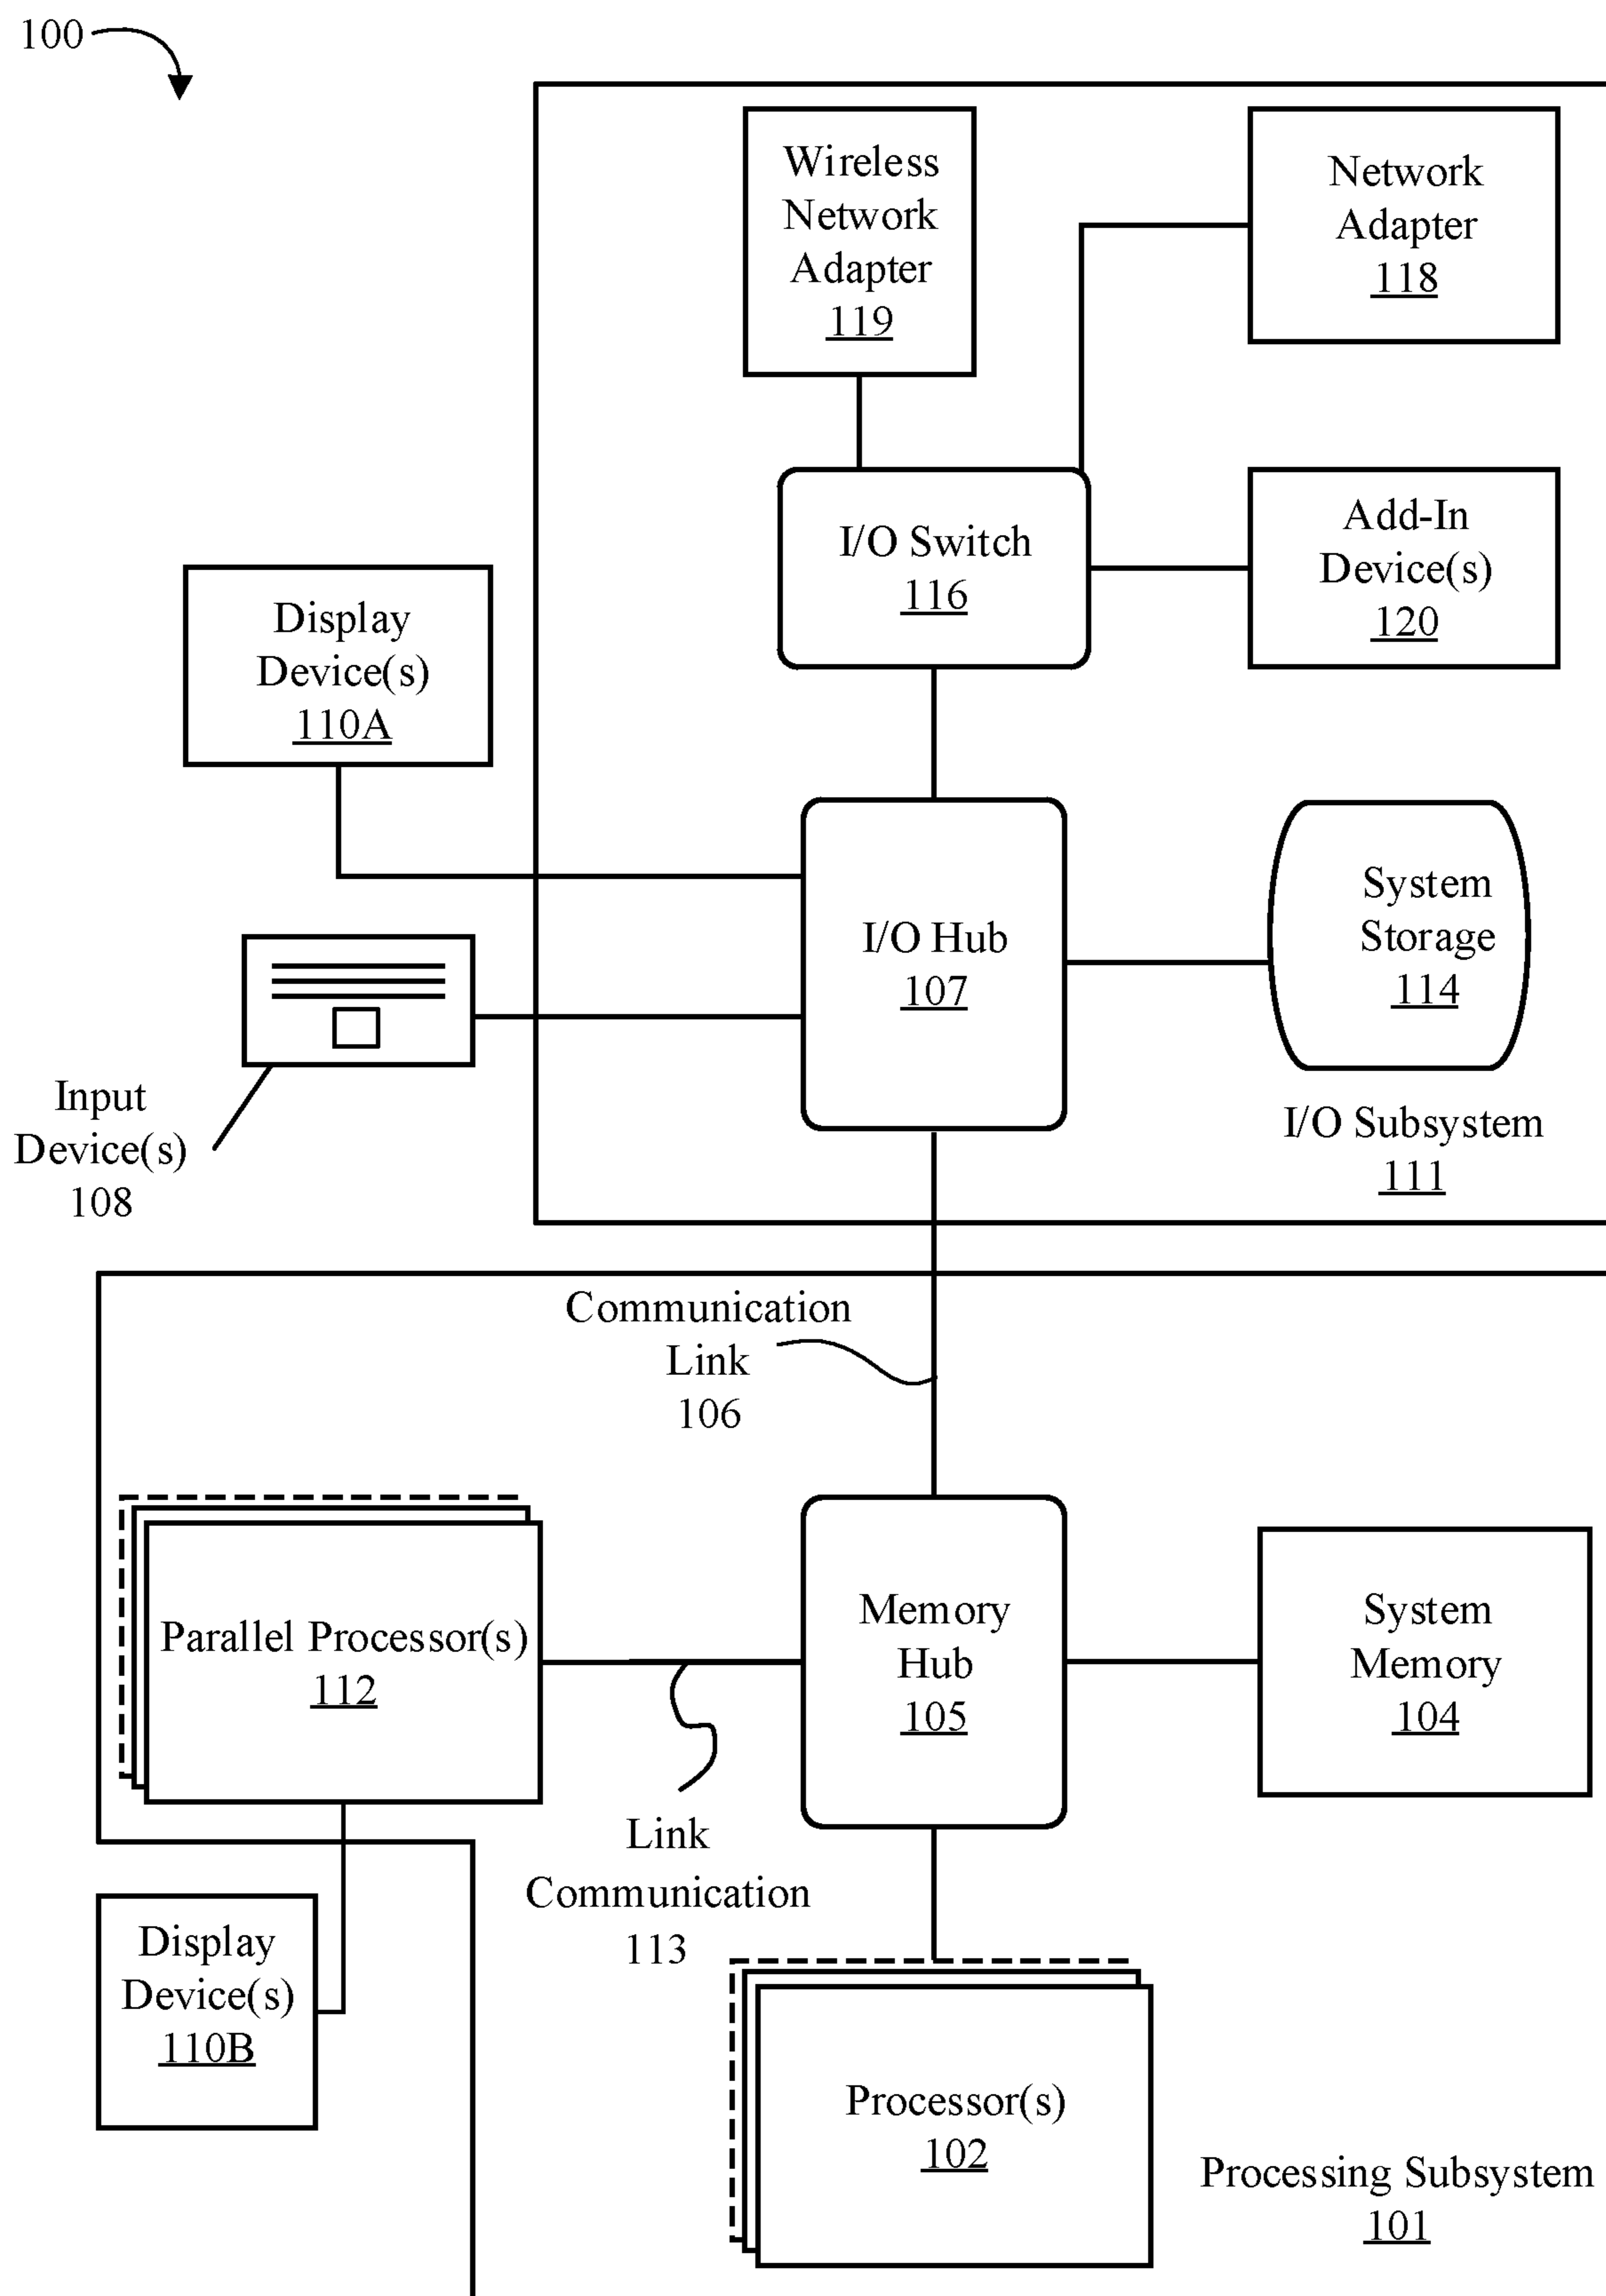 100
Wireless
Network
Adapter
119
Network
Adapter
118
I/O Switch
116
Add-In
Device(s)
120
Display
Device(s)
110A
I/O Hub
107
System
Storage
114
Input
Device(s)
108
I/O Subsystem
111
Communication
Link
106
Parallel Processor(s)
112
Memory
Hub
105
System
Memory
104
Link
Communication
113
Display
Device(s)
110B
Processor(s)
102
Processing Subsystem
101